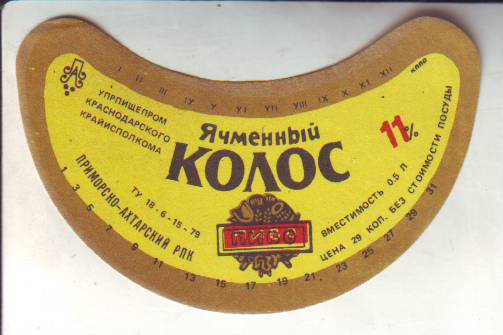 I II III IY Y YI YII YIII IX X XI XII
УПРПИЩЕПРОМ
КРАСНОДАРСКОГО
КРАЙИСПОЛКОМА
Ячменный
КОЛОС
11%
ТУ 18-6-15-79
ПРИМОРСКО-АХТАРСКИЙ РПК
ПИВО
ВМЕСТИМОСТЬ 0,5 Л
ЦЕНА 29 КОП. БЕЗ СТОИМОСТИ ПОСУДЫ
1 3 5 7 9 11 13 15 17 19 21 23 25 27 29 31